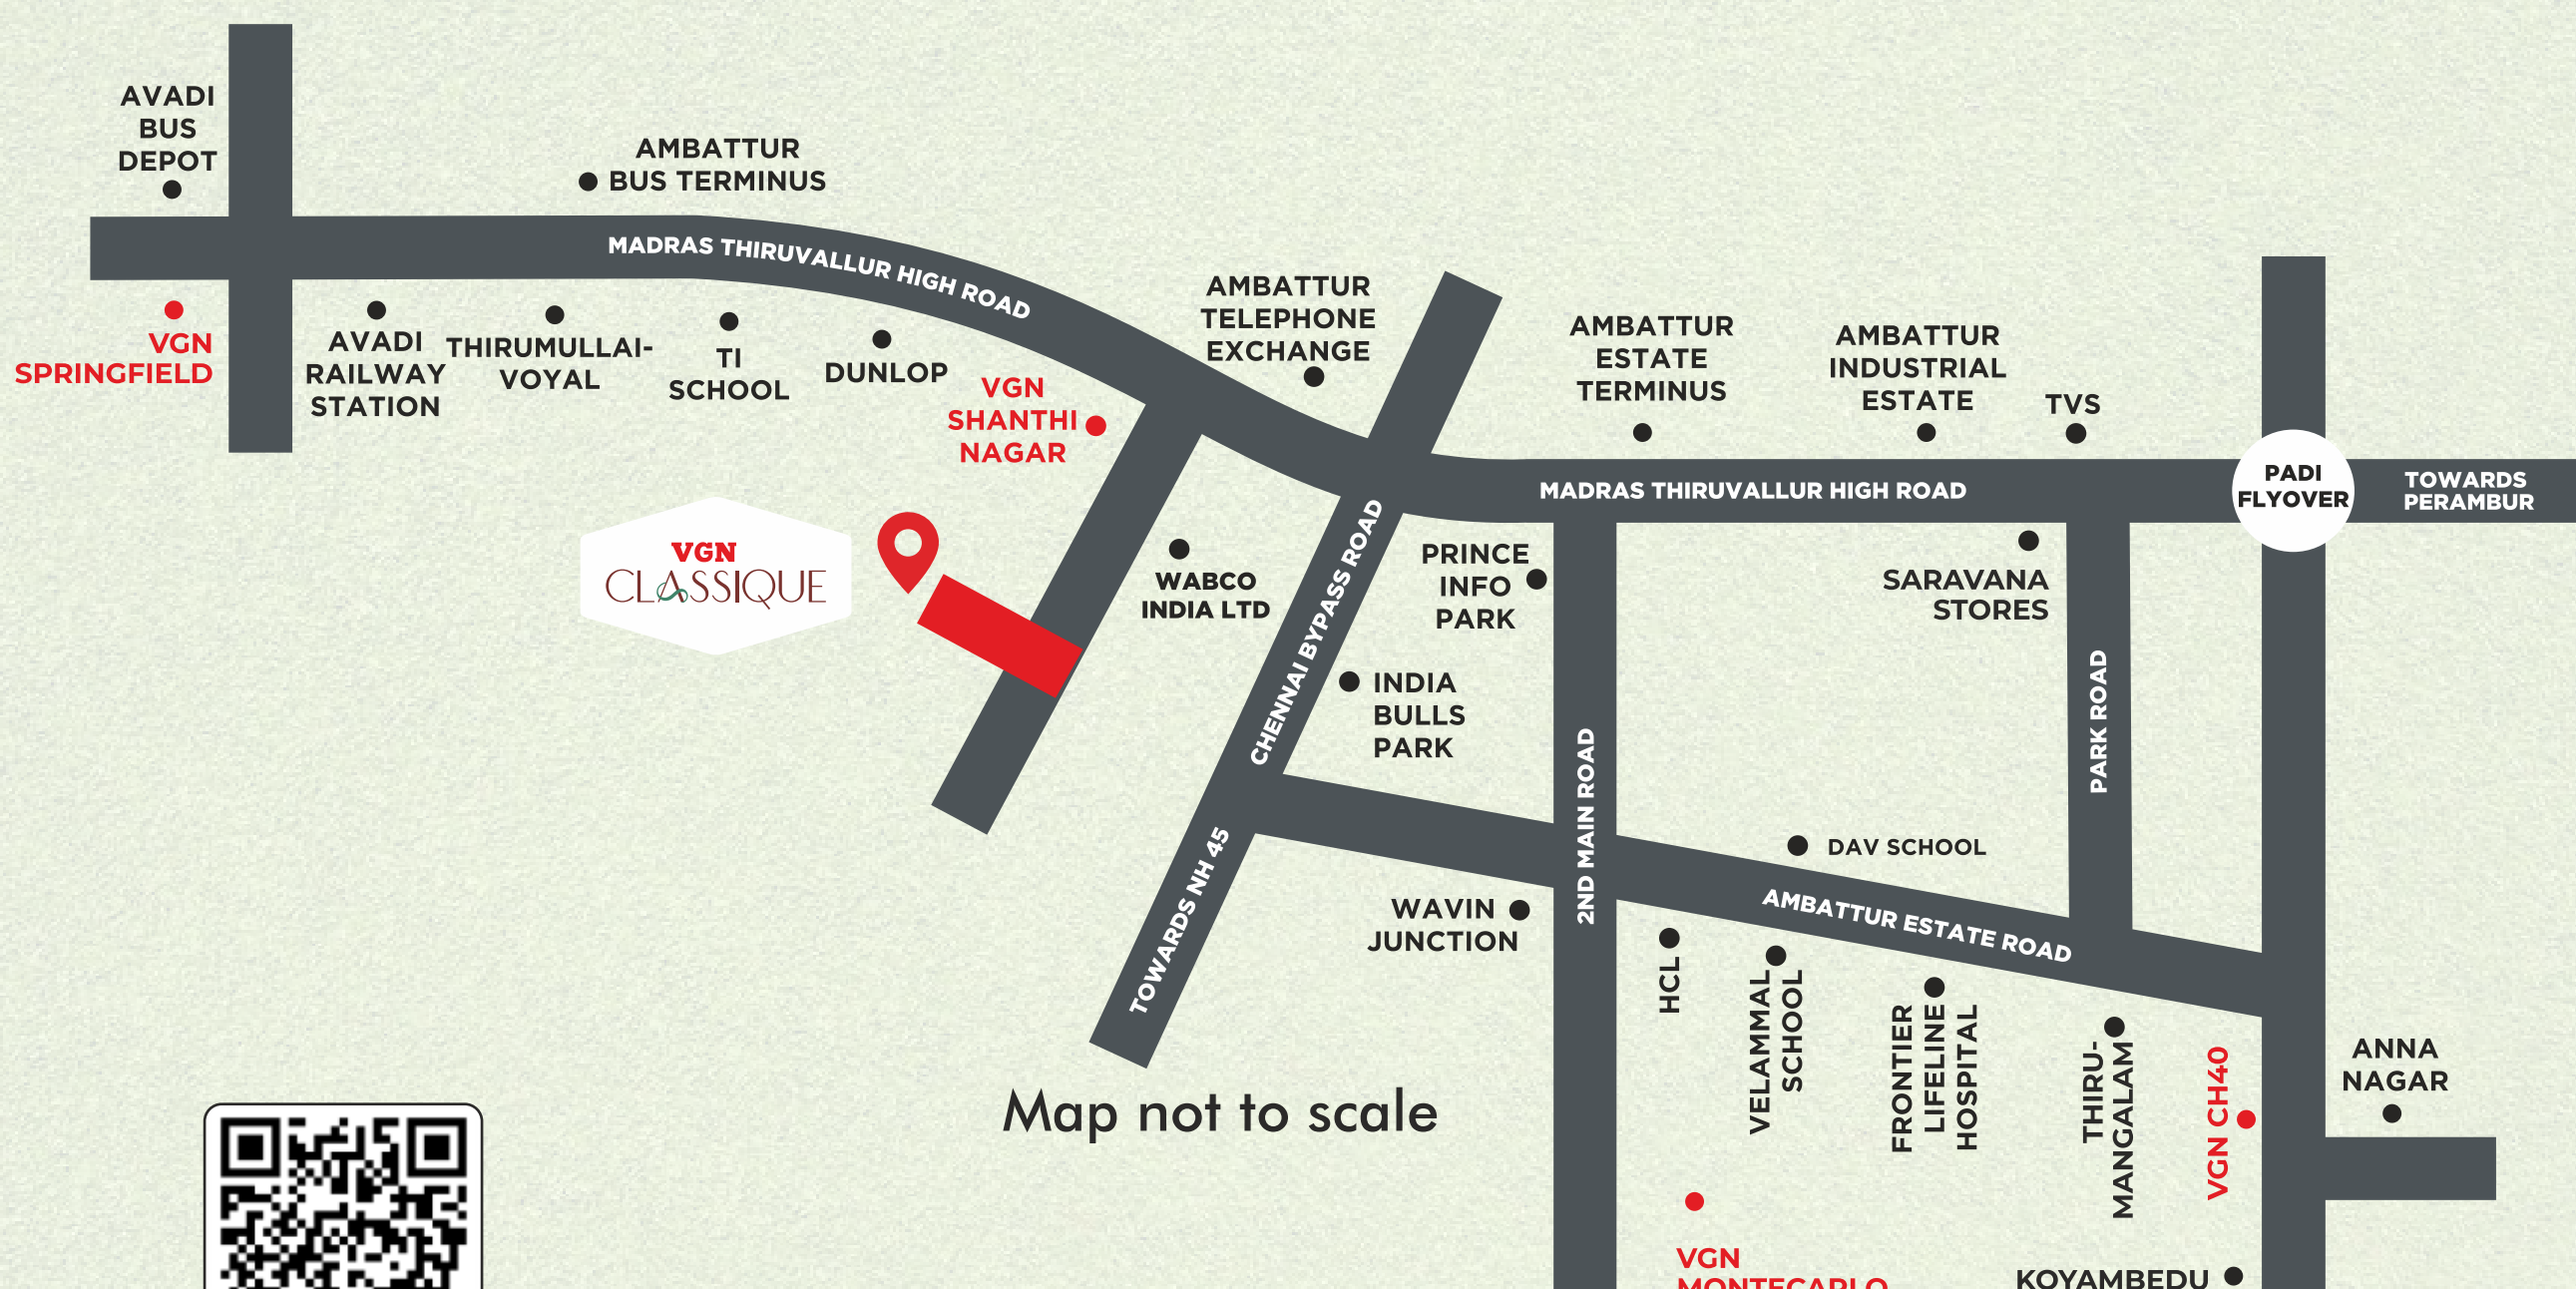 AVADI
BUS
DEPOT
AMBATTUR
BUS TERMINUS
MADRAS THIRUVALLUR HIGH ROAD
VGN
SPRINGFIELD
AVADI
RAILWAY
STATION
THIRUMULLAI-
VOYAL
TI
SCHOOL
DUNLOP
VGN
SHANTHI
NAGAR
AMBATTUR
TELEPHONE
EXCHANGE
AMBATTUR
ESTATE
TERMINUS
AMBATTUR
INDUSTRIAL
ESTATE
TVS
MADRAS THIRUVALLUR HIGH ROAD
PADI
FLYOVER
TOWARDS
PERAMBUR
VGN
CLASSIQUE
WABCO
INDIA LTD
CHENNAI BYPASS ROAD
PRINCE
INFO
PARK
SARAVANA
STORES
INDIA
BULLS
PARK
PARK ROAD
2ND MAIN ROAD
TOWARDS NH 45
DAV SCHOOL
AMBATTUR ESTATE ROAD
WAVIN
JUNCTION
HCL
VELAMMAL
SCHOOL
FRONTIER
LIFELINE
HOSPITAL
THIRU-
MANGALAM
VGN CH40
ANNA
NAGAR
Map not to scale
VGN
MONTECARLO
KOYAMBEDU